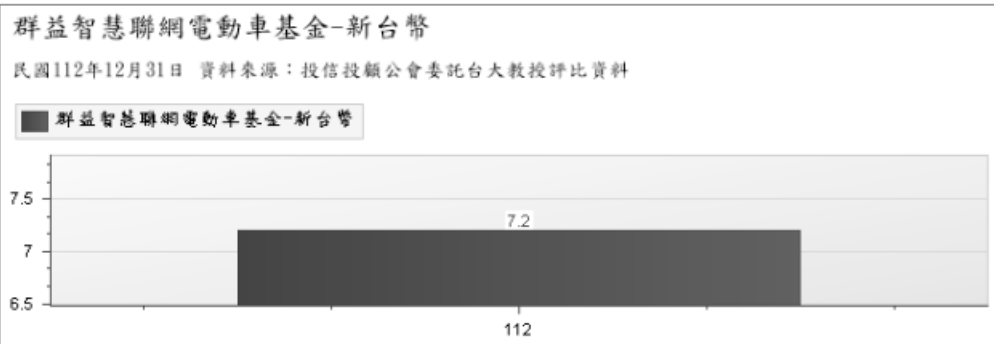 群益智慧聯網電動車基金-新台幣
民國112年12月31日 資料來源：投信投顧公會委託台大教授評比資料
群益智慧聯網電動車基金-新台幣
7.5
7.2
7
6.5
112